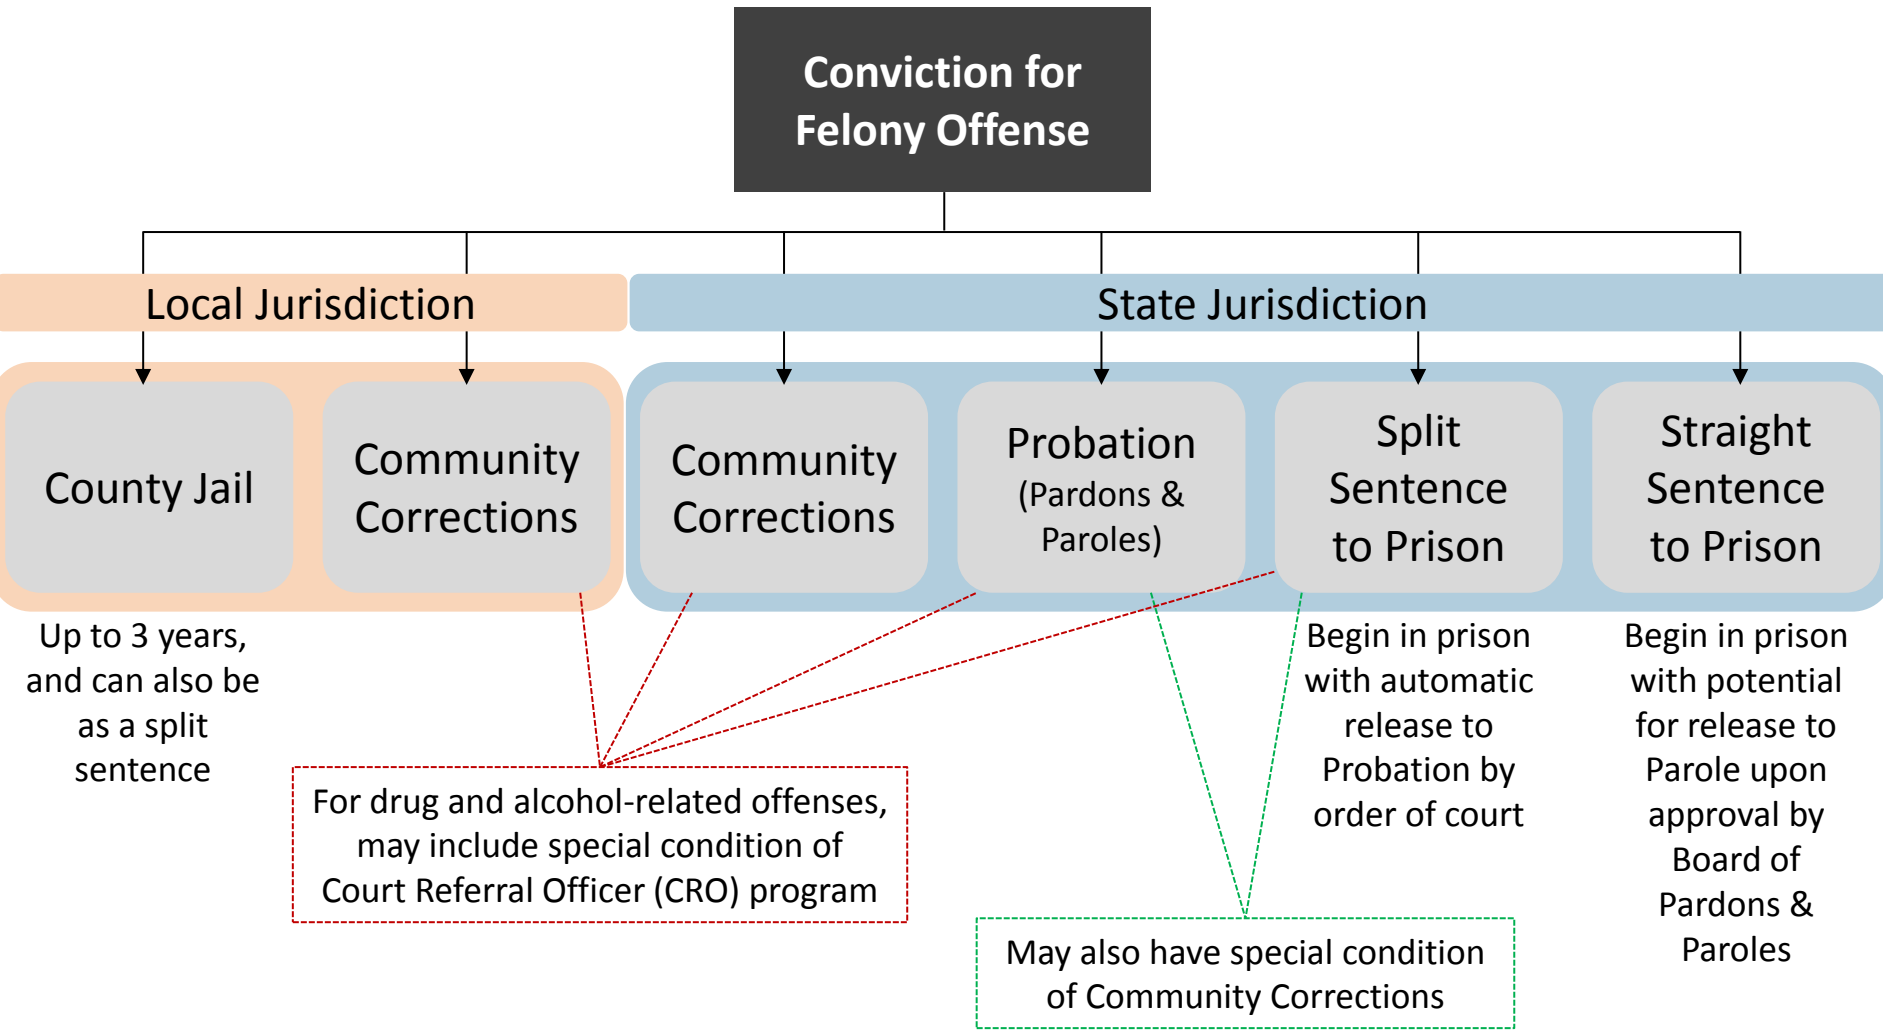 Conviction for
Felony Offense
Local Jurisdiction
State Jurisdiction
County Jail
Community
Corrections
Community
Corrections
Probation
(Pardons &
Paroles)
Split
Sentence
to Prison
Straight
Sentence
to Prison
Up to 3 years,
and can also be
as a split
sentence
Begin in prison
with automatic
release to
Probation by
order of court
Begin in prison
with potential
for release to
Parole upon
approval by
Board of
Pardons &
Paroles
For drug and alcohol-related offenses,
may include special condition of
Court Referral Officer (CRO) program
May also have special condition
of Community Corrections